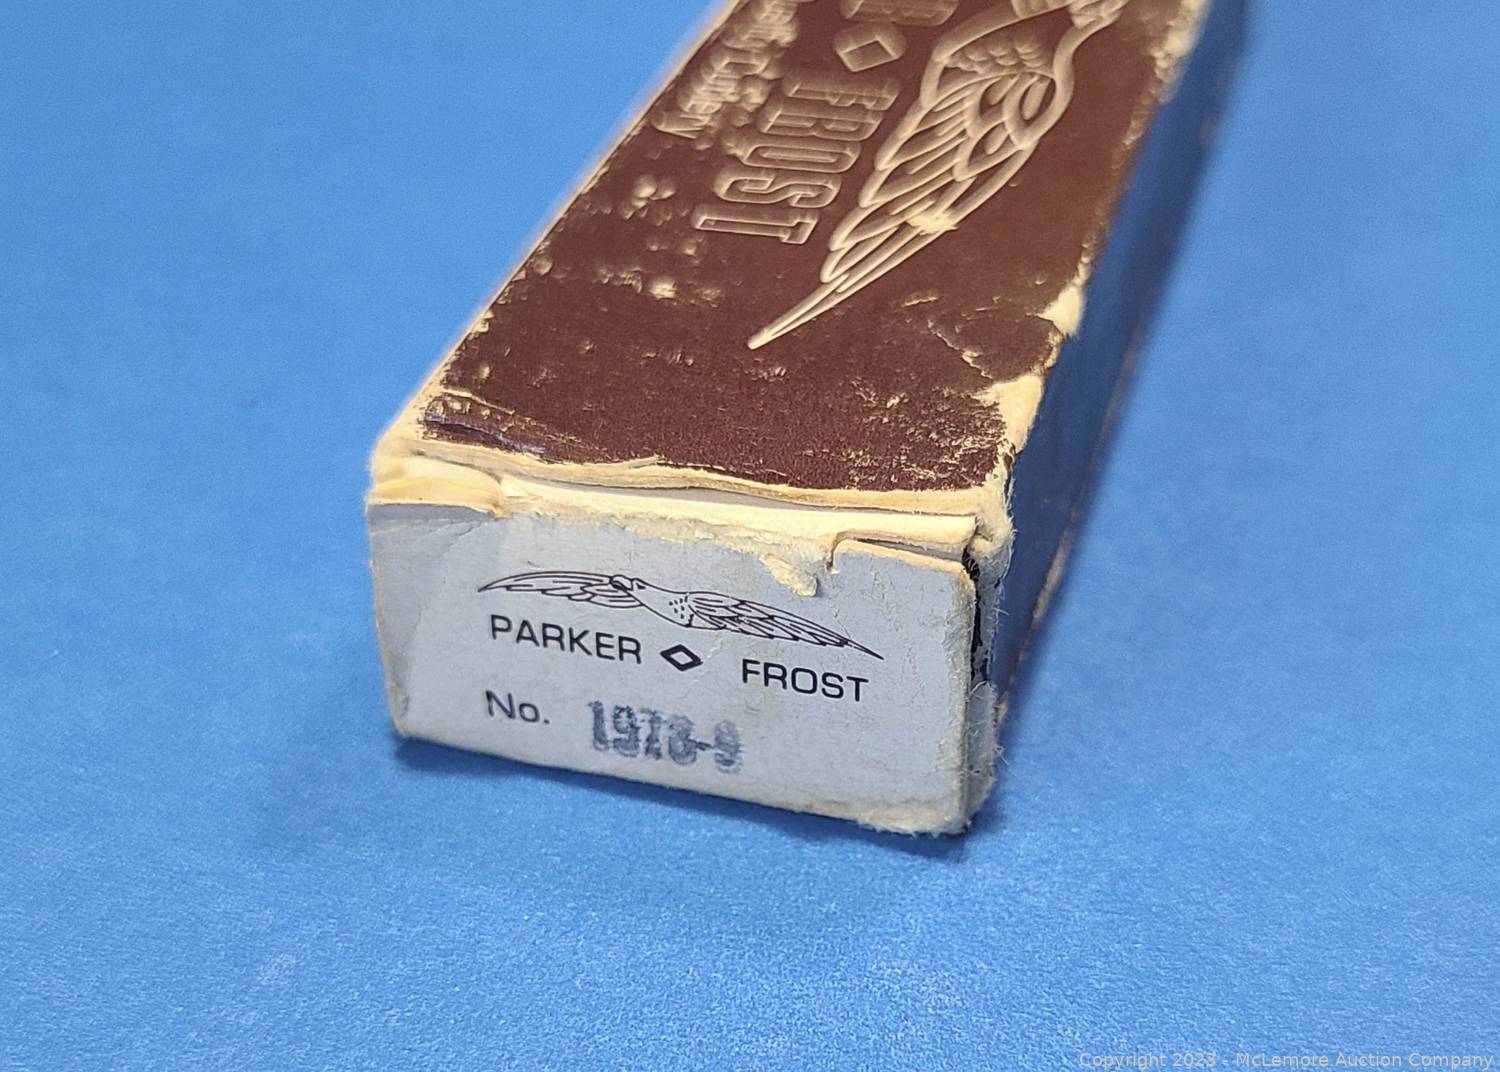 FROST
PARKER FROST
No. 1978-9
Copyright 2023 - McLemore Auction Company